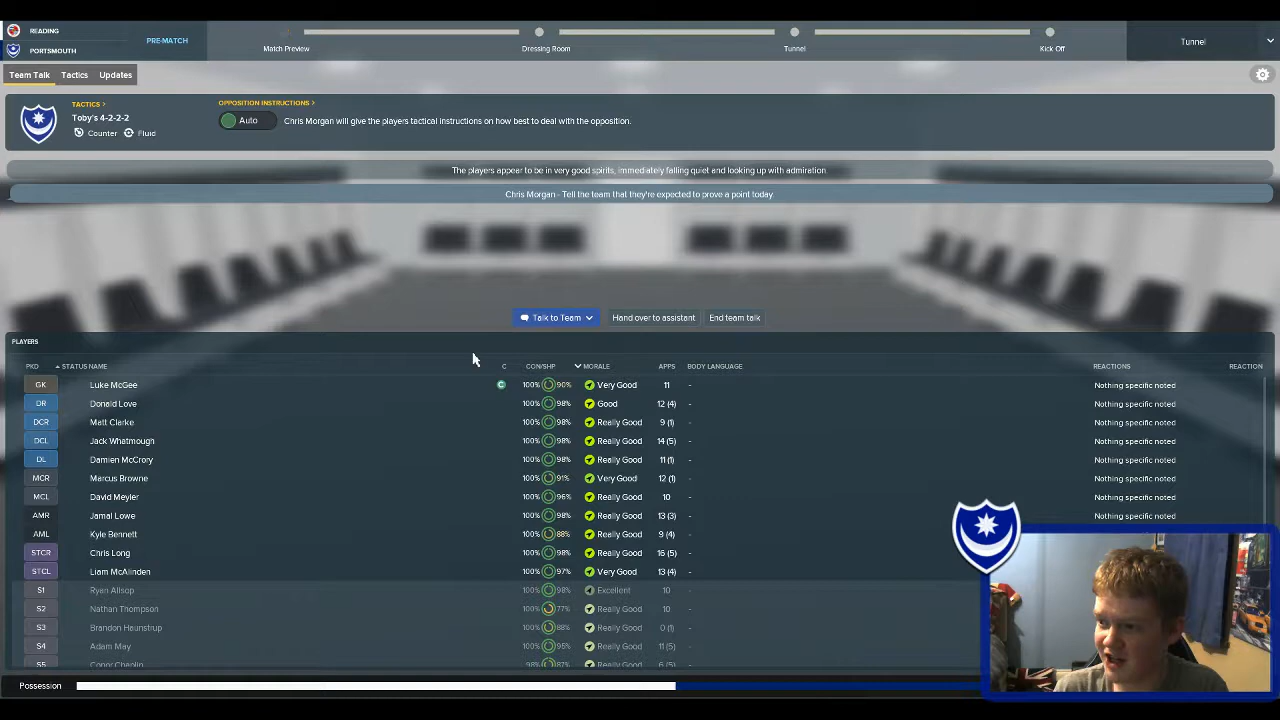 READING
PORTSMOUTH
PRE-MATCH
Match Preview
Dressing Room
Tunnel
Kick Off
Tunnel
Team Talk
Tactics
Updates
TACTICS >
Toby's 4-2-2-2
Counter
Fluid
OPPOSITION INSTRUCTIONS >
Auto
Chris Morgan will give the players tactical instructions on how best to deal with the opposition.
The players appear to be in very good spirits, immediately falling quiet and looking up with admiration.
Chris Morgan - Tell the team that they're expected to prove a point today.
Talk to Team
Hand over to assistant
End team talk
PLAYERS
PKD STATUS NAME C CON/SHP MORALE APPS BODY LANGUAGE REACTIONS REACTION
GK Luke McGee C 100% 90% Very Good 11 - Nothing specific noted
DR Donald Love 100% 98% Good 12 (4) - Nothing specific noted
DCR Matt Clarke 100% 98% Really Good 9 (1) - Nothing specific noted
DCL Jack Whatmough 100% 98% Really Good 14 (5) - Nothing specific noted
DL Damien McCrory 100% 98% Really Good 11 (1) - Nothing specific noted
MCR Marcus Browne 100% 91% Very Good 12 (1) - Nothing specific noted
MCL David Meyler 100% 96% Really Good 10 - Nothing specific noted
AMR Jamal Lowe 100% 98% Really Good 13 (3) - Nothing specific noted
AML Kyle Bennett 100% 88% Really Good 9 (4) -
STCR Chris Long 100% 98% Really Good 16 (5) -
STCL Liam McAlinden 100% 97% Very Good 13 (4) -
S1 Ryan Allsop 100% 98% Excellent 10
S2 Nathan Thompson 100% 77% Really Good 10
S3 Brandon Haunstrup 100% 88% Really Good 0 (1)
S4 Adam May 100% 95% Really Good 11 (5)
S5 Conor Chaplin 98% 87% Really Good 6 (5)
Possession